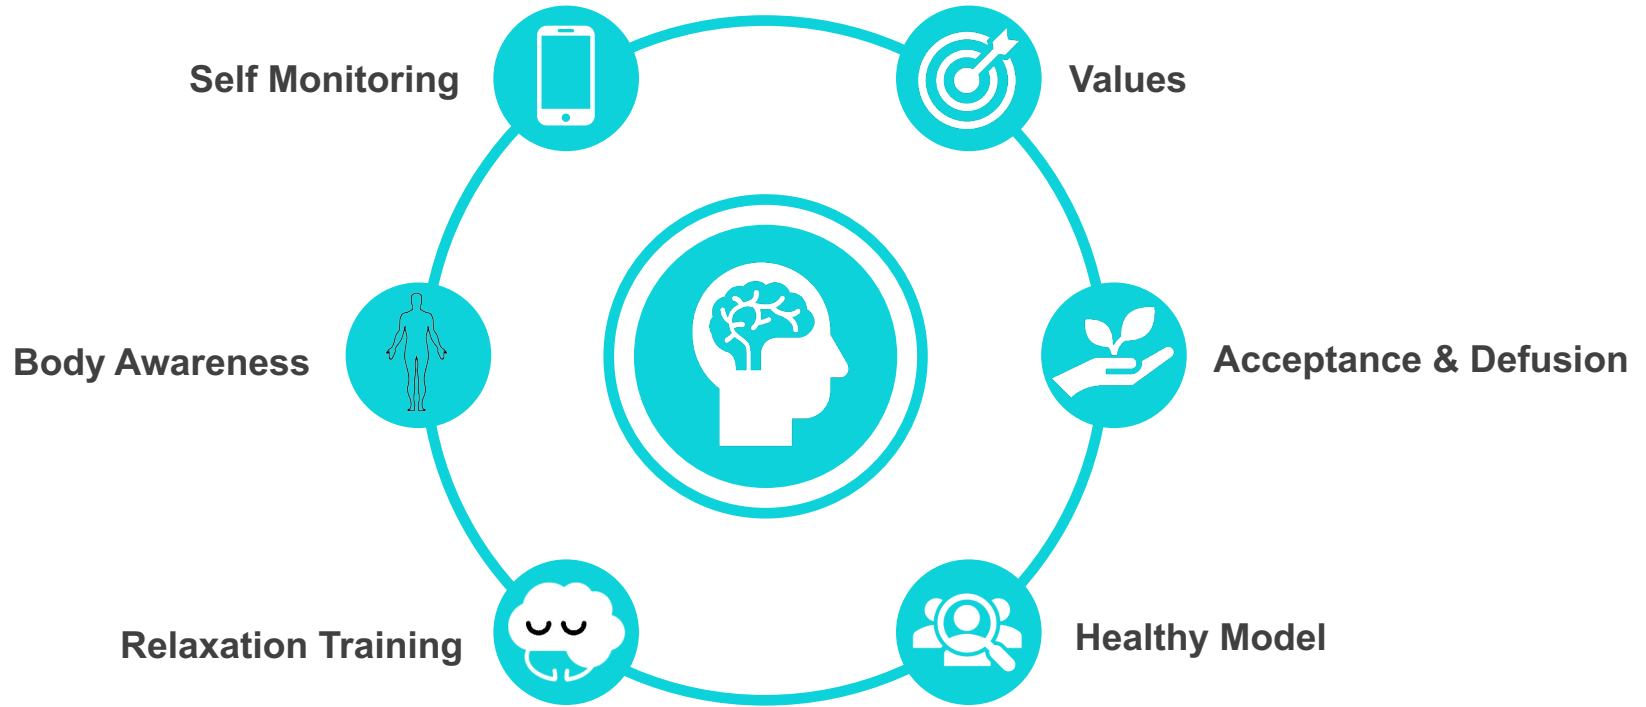 Self Monitoring
Values
Body Awareness
Acceptance & Defusion
Relaxation Training
Healthy Model